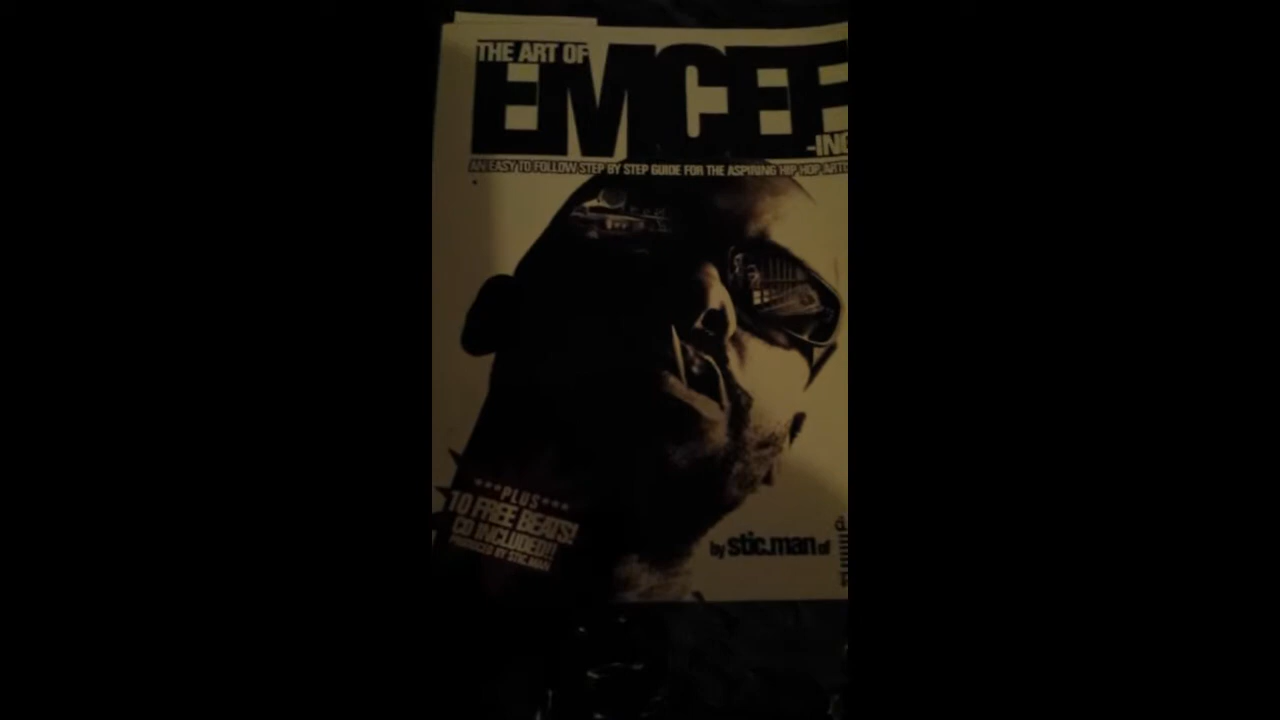 THE ART OF
EMCEE
-ING
AN EASY TO FOLLOW STEP BY STEP GUIDE FOR THE ASPIRING HIP HOP
***PLUS***
10 FREE BEATS!
CD INCLUDED!!
PRODUCED BY STIC.MAN
by stic.man of